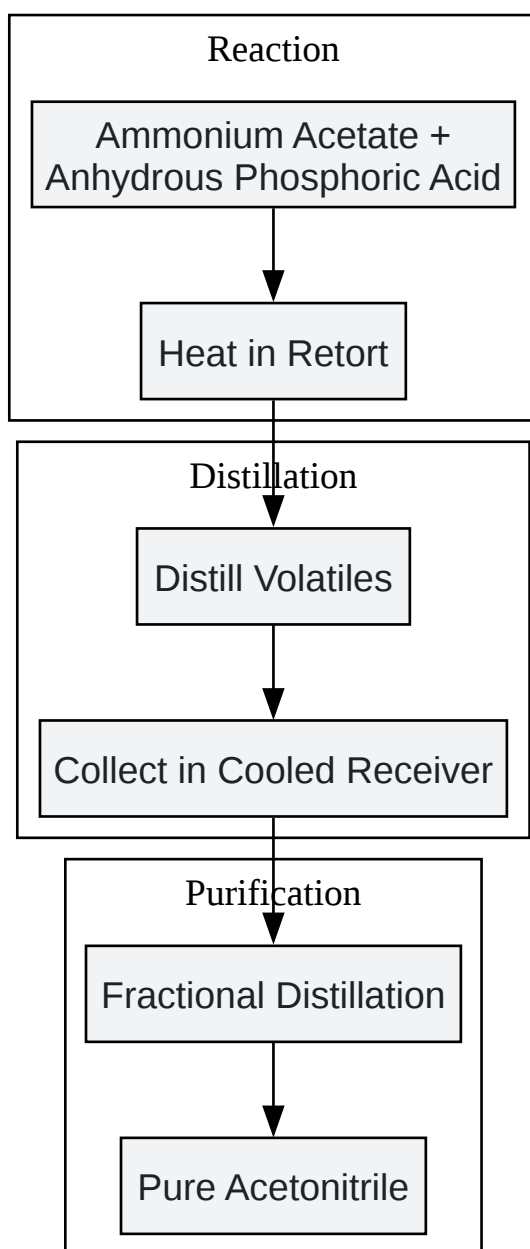 Reaction
Ammonium Acetate +
Anhydrous Phosphoric Acid
Heat in Retort
Distillation
Distill Volatiles
Collect in Cooled Receiver
Purification
Fractional Distillation
Pure Acetonitrile